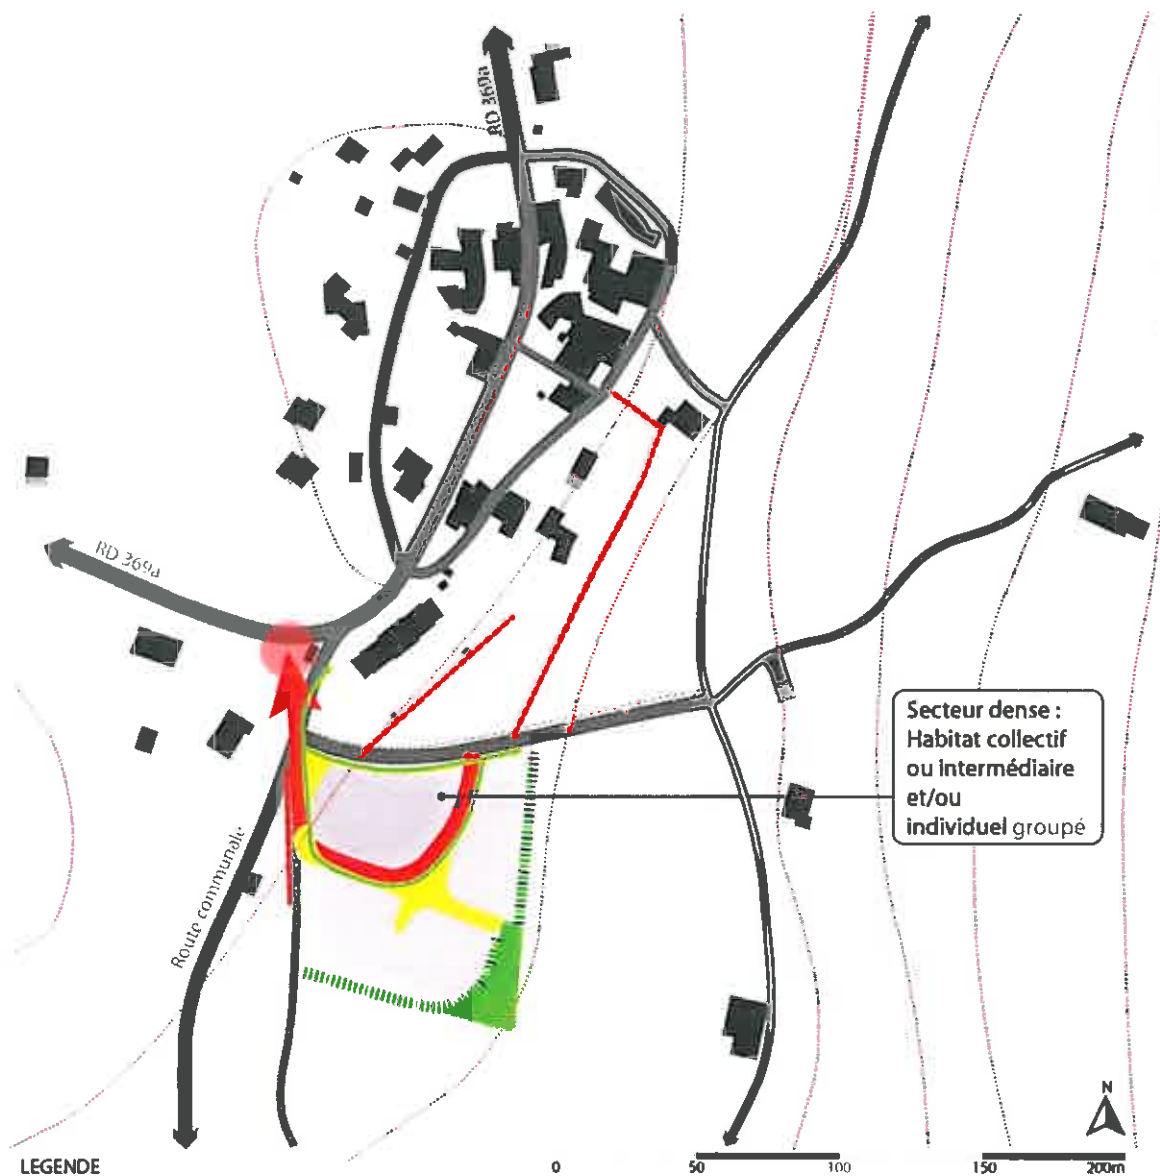 RD 369a
RD 369a
Secteur dense :
Habitat collectif
ou intermédiaire
et/ou
individuel groupé
Route communale
N
LEGENDE
0 50 100 150 200m